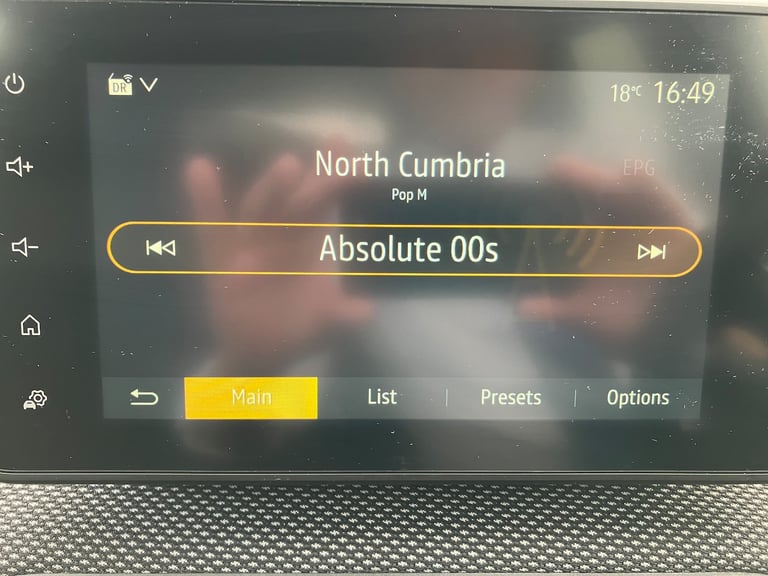 DR
18°C 16:49
North Cumbria
EPG
Pop M
Absolute 00s
Main List Presets Options